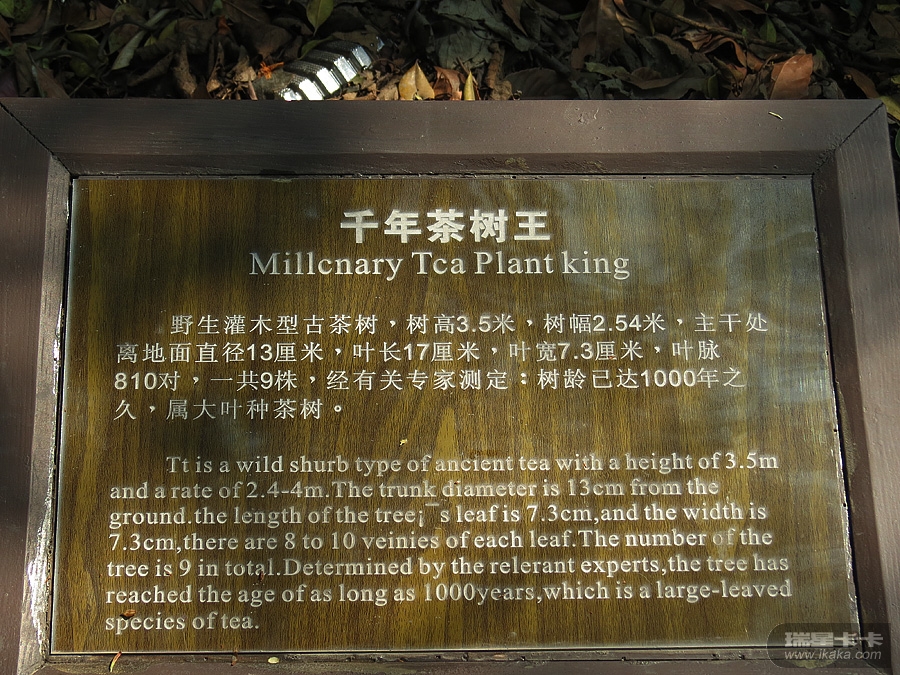 千年茶树王
Millcnary Tca Plant king
野生灌木型古茶树，树高3.5米，树幅2.54米，主干处
离地面直径13厘米，叶长17厘米，叶宽7.3厘米，叶脉
810对，一共9株，经有关专家测定：树龄已达1000年之
久，属大叶种茶树。
Tt is a wild shurb type of ancient tea with a height of 3.5m
and a rate of 2.4-4m.The trunk diameter is 13cm from the
ground.the length of the tree¡¯s leaf is 7.3cm,and the width is
7.3cm,there are 8 to 10 veinies of each leaf.The number of the
tree is 9 in total.Determined by the relerant experts,the tree has
reached the age of as long as 1000years,which is a large-leaved
species of tea.
瑞星卡卡
www.ikaka.com